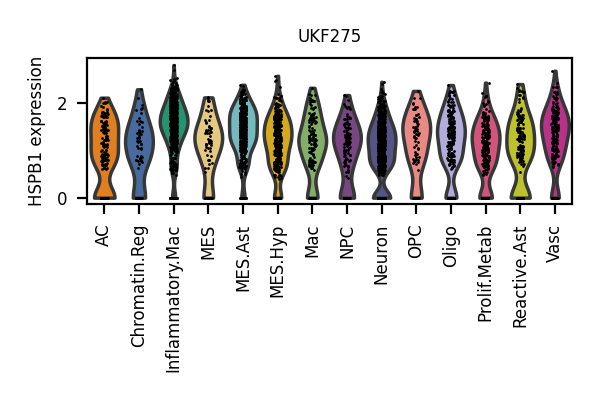 UKF275
HSPB1 expression
2
0
AC
Chromatin.Reg
Inflammatory.Mac
MES
MES.Ast
MES.Hyp
Mac
NPC
Neuron
OPC
Oligo
Prolif.Metab
Reactive.Ast
Vasc